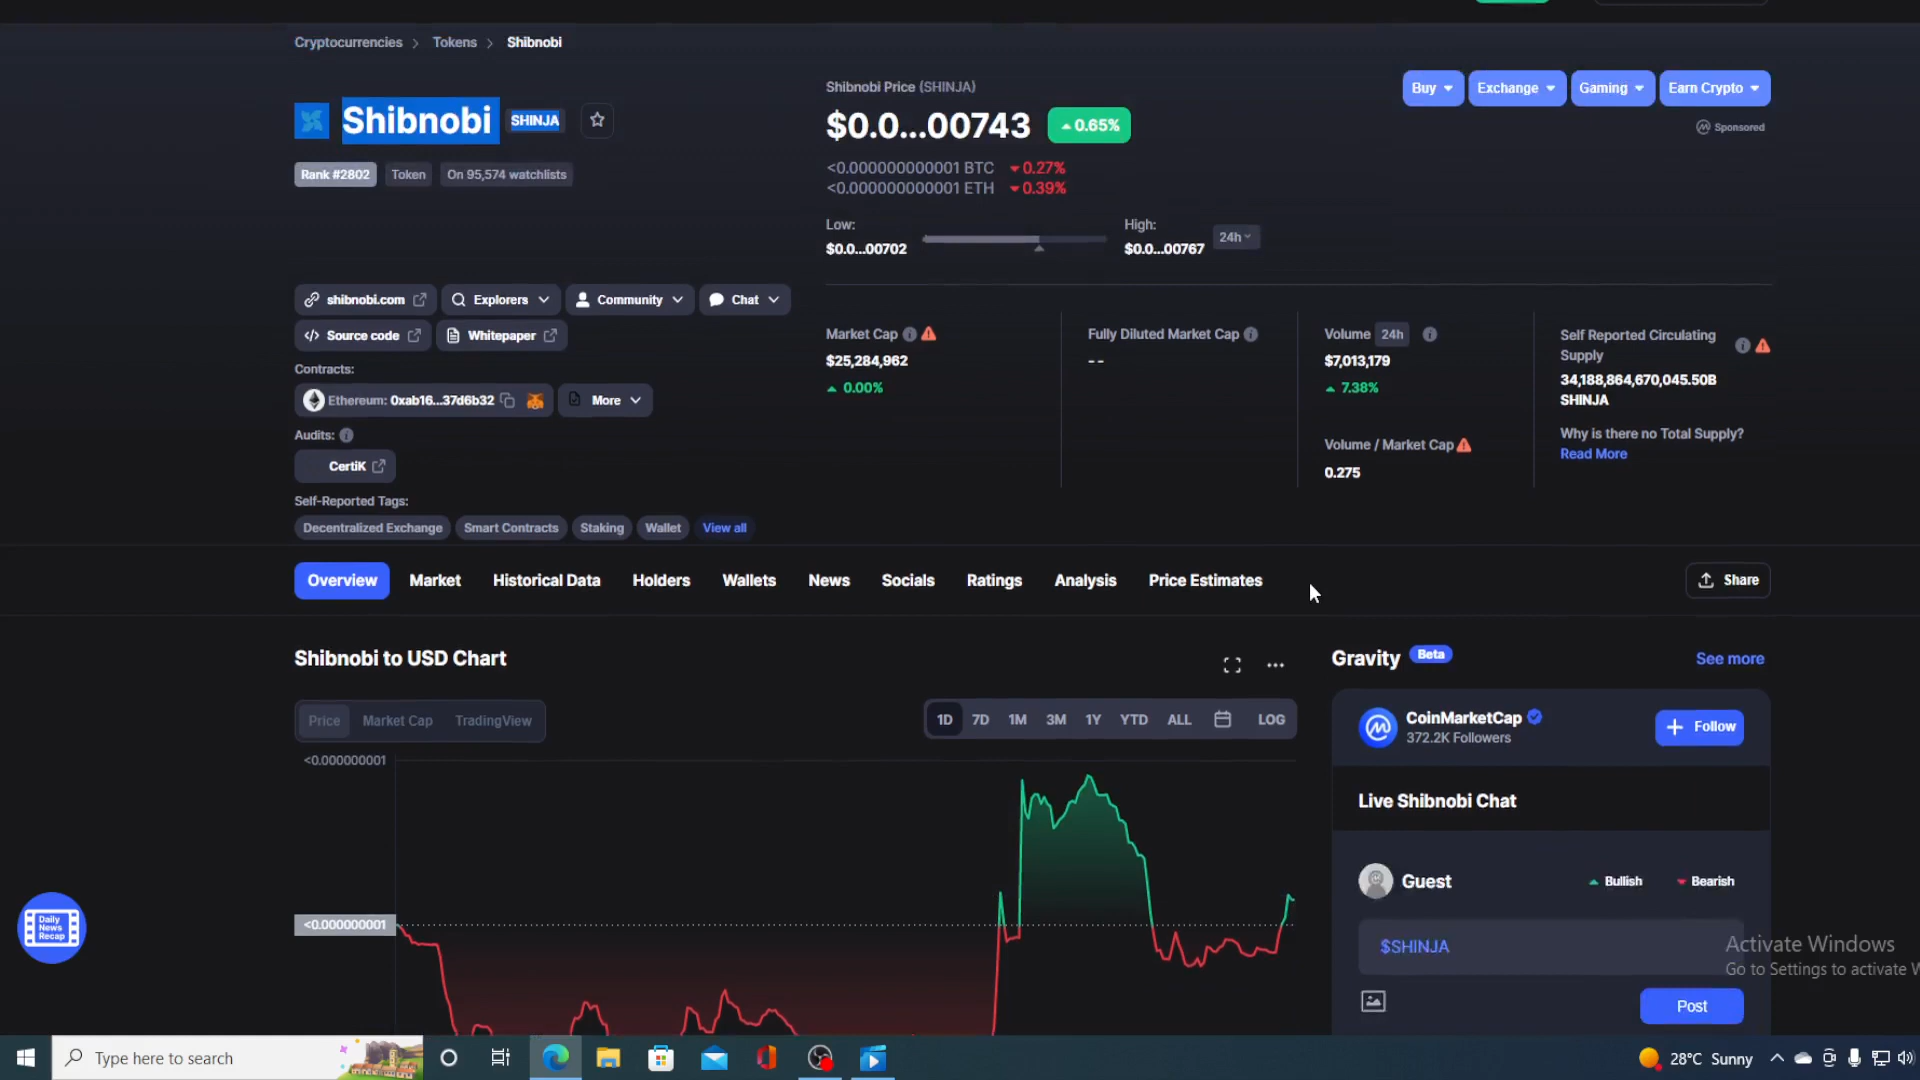 Cryptocurrencies > Tokens > Shibnobi
Shibnobi SHINJA
Rank #2802 Token On 95,574 watchlists
Shibnobi Price (SHINJA)
$0.0...00743 0.65%
<0.000000000001 BTC 0.27%
<0.000000000001 ETH 0.39%
Low: High:
$0.0...00702 $0.0...00767 24h
Buy Exchange Gaming Earn Crypto
Sponsored
shibnobi.com Explorers Community Chat
Source code Whitepaper
Contracts:
Ethereum: 0xab16...37d6b32 More
Audits:
CertiK
Self-Reported Tags:
Decentralized Exchange Smart Contracts Staking Wallet View all
Market Cap
$25,284,962
0.00%
Fully Diluted Market Cap
- -
Volume 24h
$7,013,179
7.38%
Volume / Market Cap
0.275
Self Reported Circulating
Supply
34,188,864,670,045.50B
SHINJA
Why is there no Total Supply?
Read More
Overview Market Historical Data Holders Wallets News Socials Ratings Analysis Price Estimates Share
Shibnobi to USD Chart
Price Market Cap TradingView 1D 7D 1M 3M 1Y YTD ALL LOG
<0.000000001
<0.000000001
Gravity Beta See more
CoinMarketCap
372.2K Followers
Follow
Live Shibnobi Chat
Guest Bullish Bearish
$SHINJA
Post
Daily
News
Recap
Activate Windows
Go to Settings to activate W
Type here to search 28°C Sunny